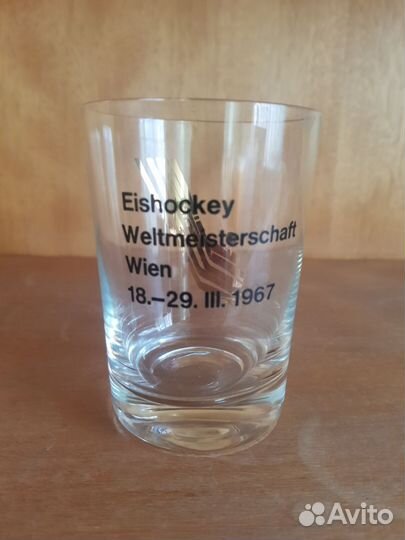 Eishockey
Weltmeisterschaft
Wien
18.–29. III. 1967
Avito